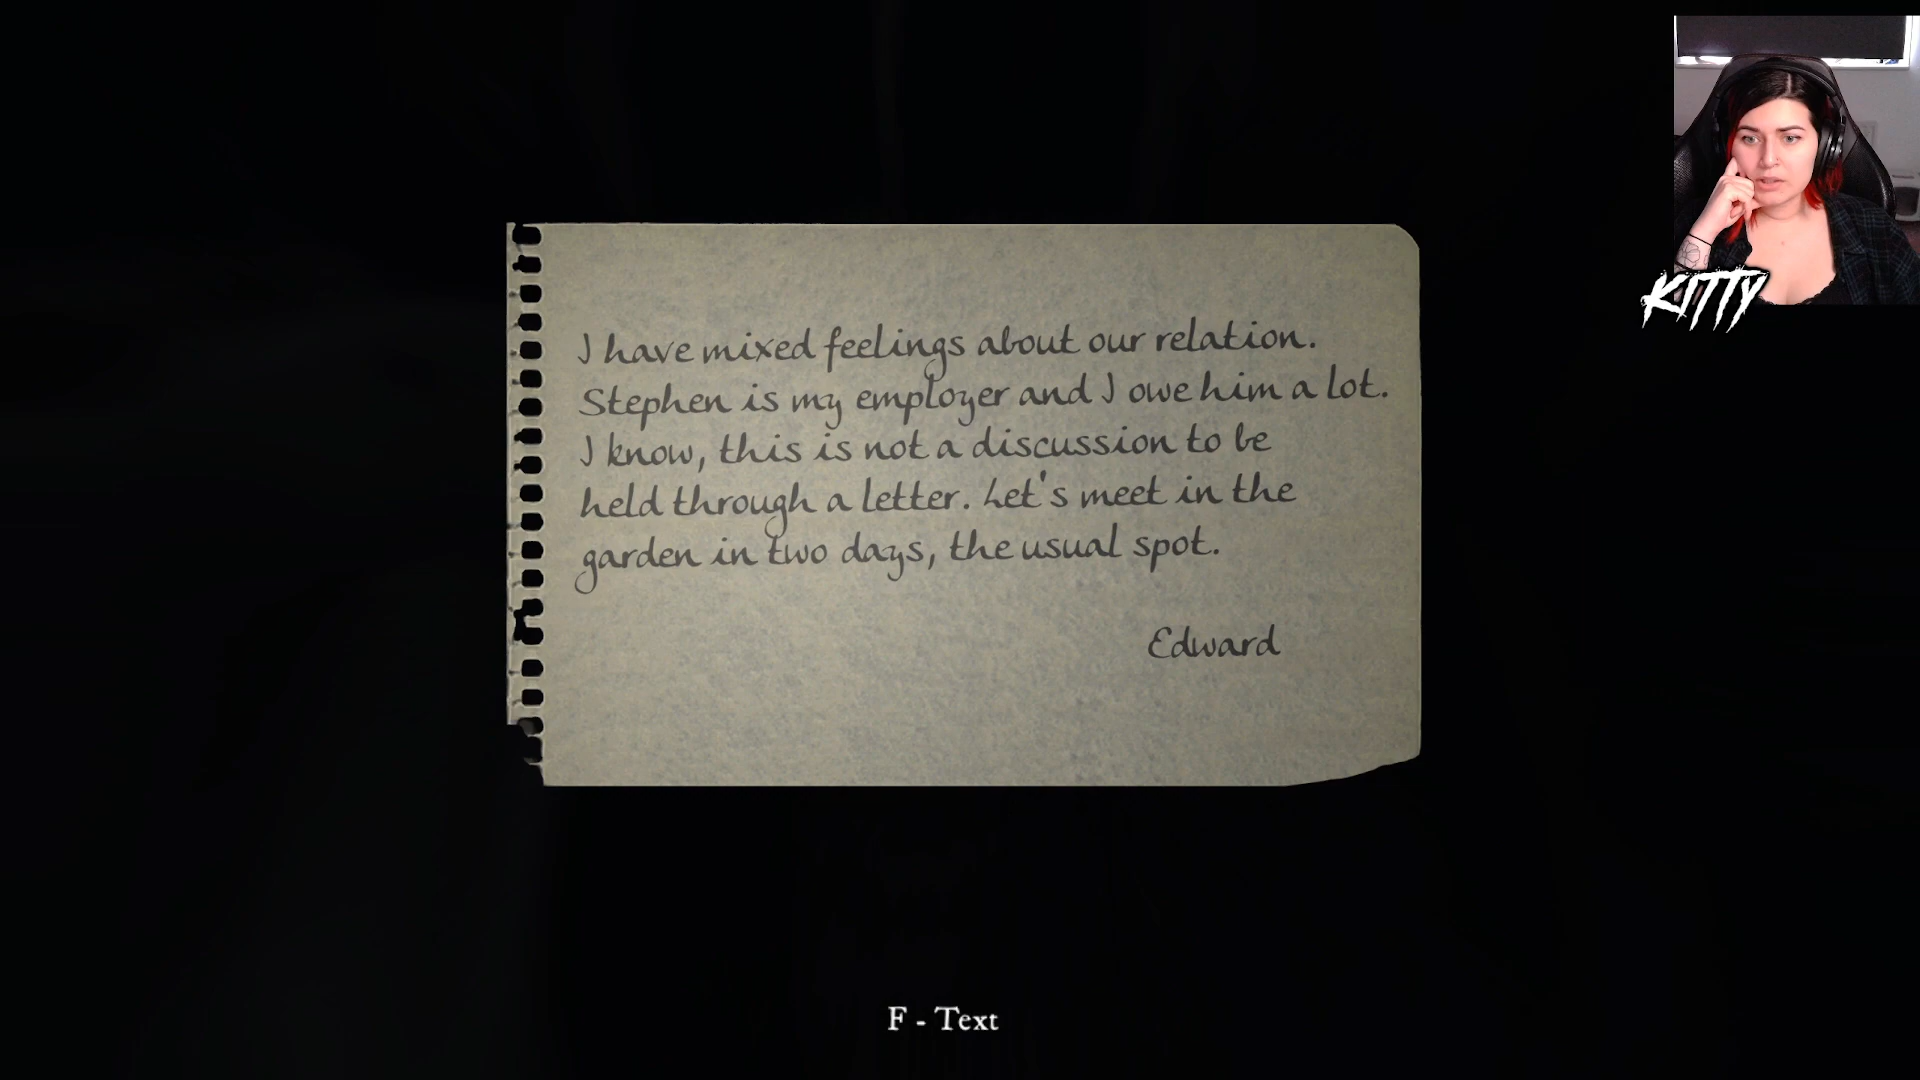 I have mixed feelings about our relation.
Stephen is my employer and I owe him a lot.
I know, this is not a discussion to be
held through a letter. Let's meet in the
garden in two days, the usual spot.
Edward
KITTY
F - Text